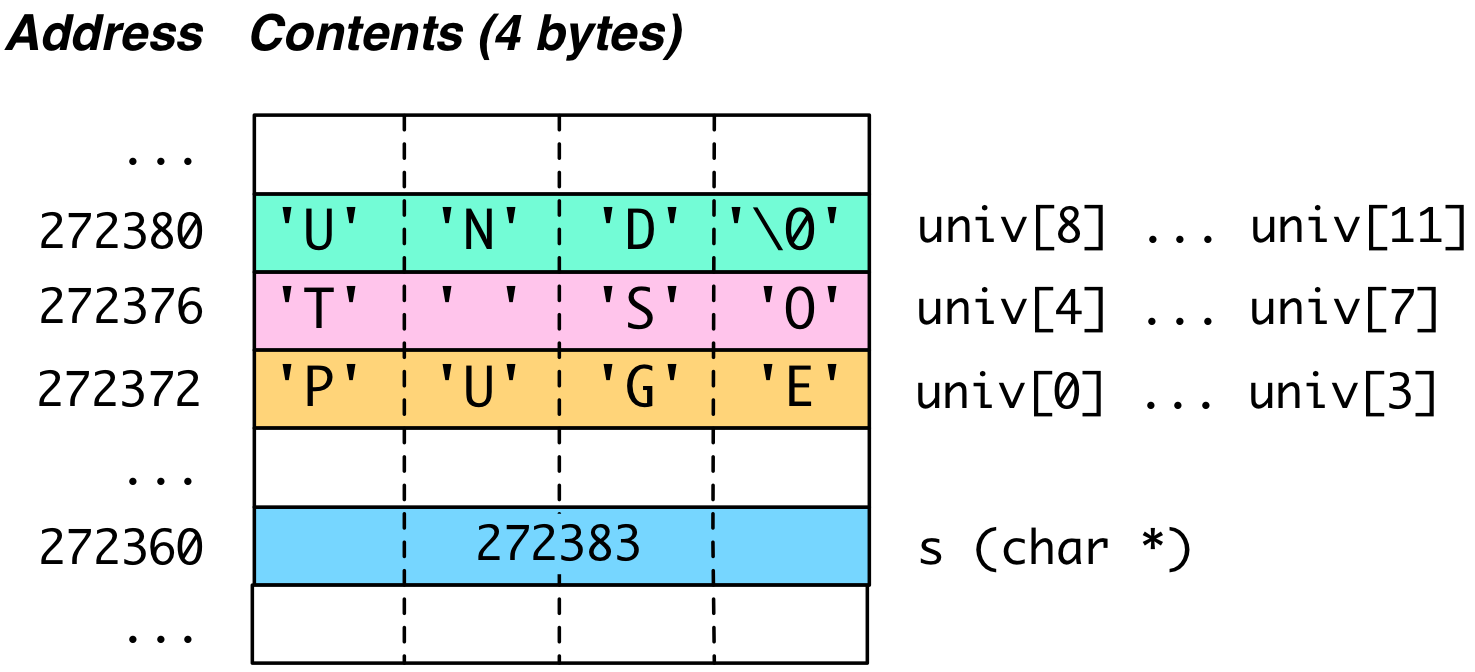 Address Contents (4 bytes)
...
272380 'U' 'N' 'D' '\0' univ[8] ... univ[11]
272376 'T' ' ' 'S' 'O' univ[4] ... univ[7]
272372 'P' 'U' 'G' 'E' univ[0] ... univ[3]
...
272360 272383 s (char *)
...